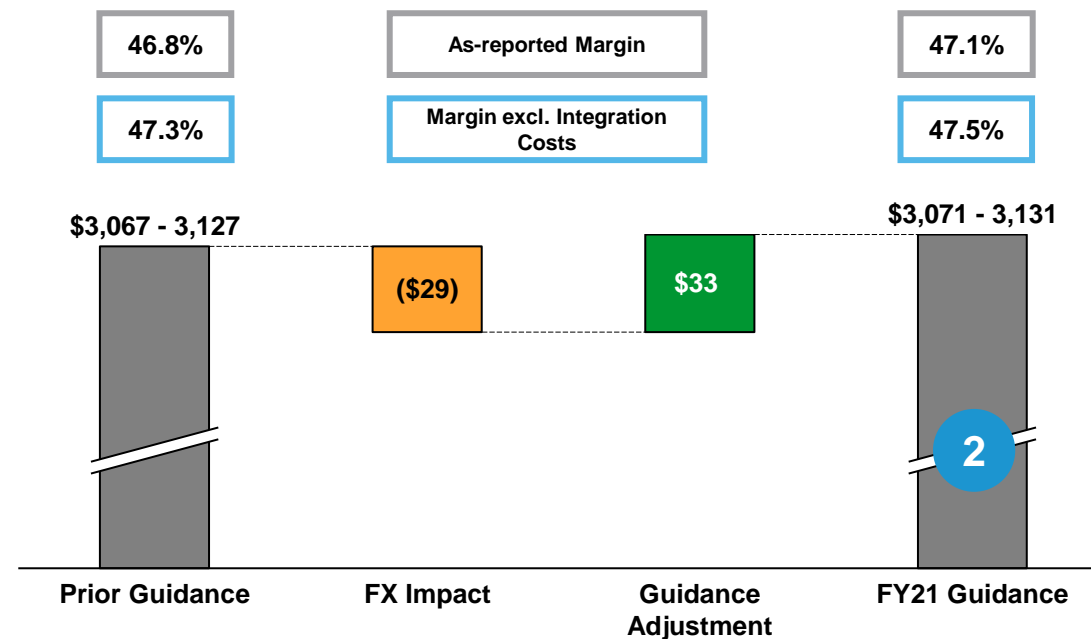 46.8%
As-reported Margin
47.1%
47.3%
Margin excl. Integration
Costs
47.5%
$3,067 - 3,127
$3,071 - 3,131
($29)
$33
2
Prior Guidance
FX Impact
Guidance
Adjustment
FY21 Guidance